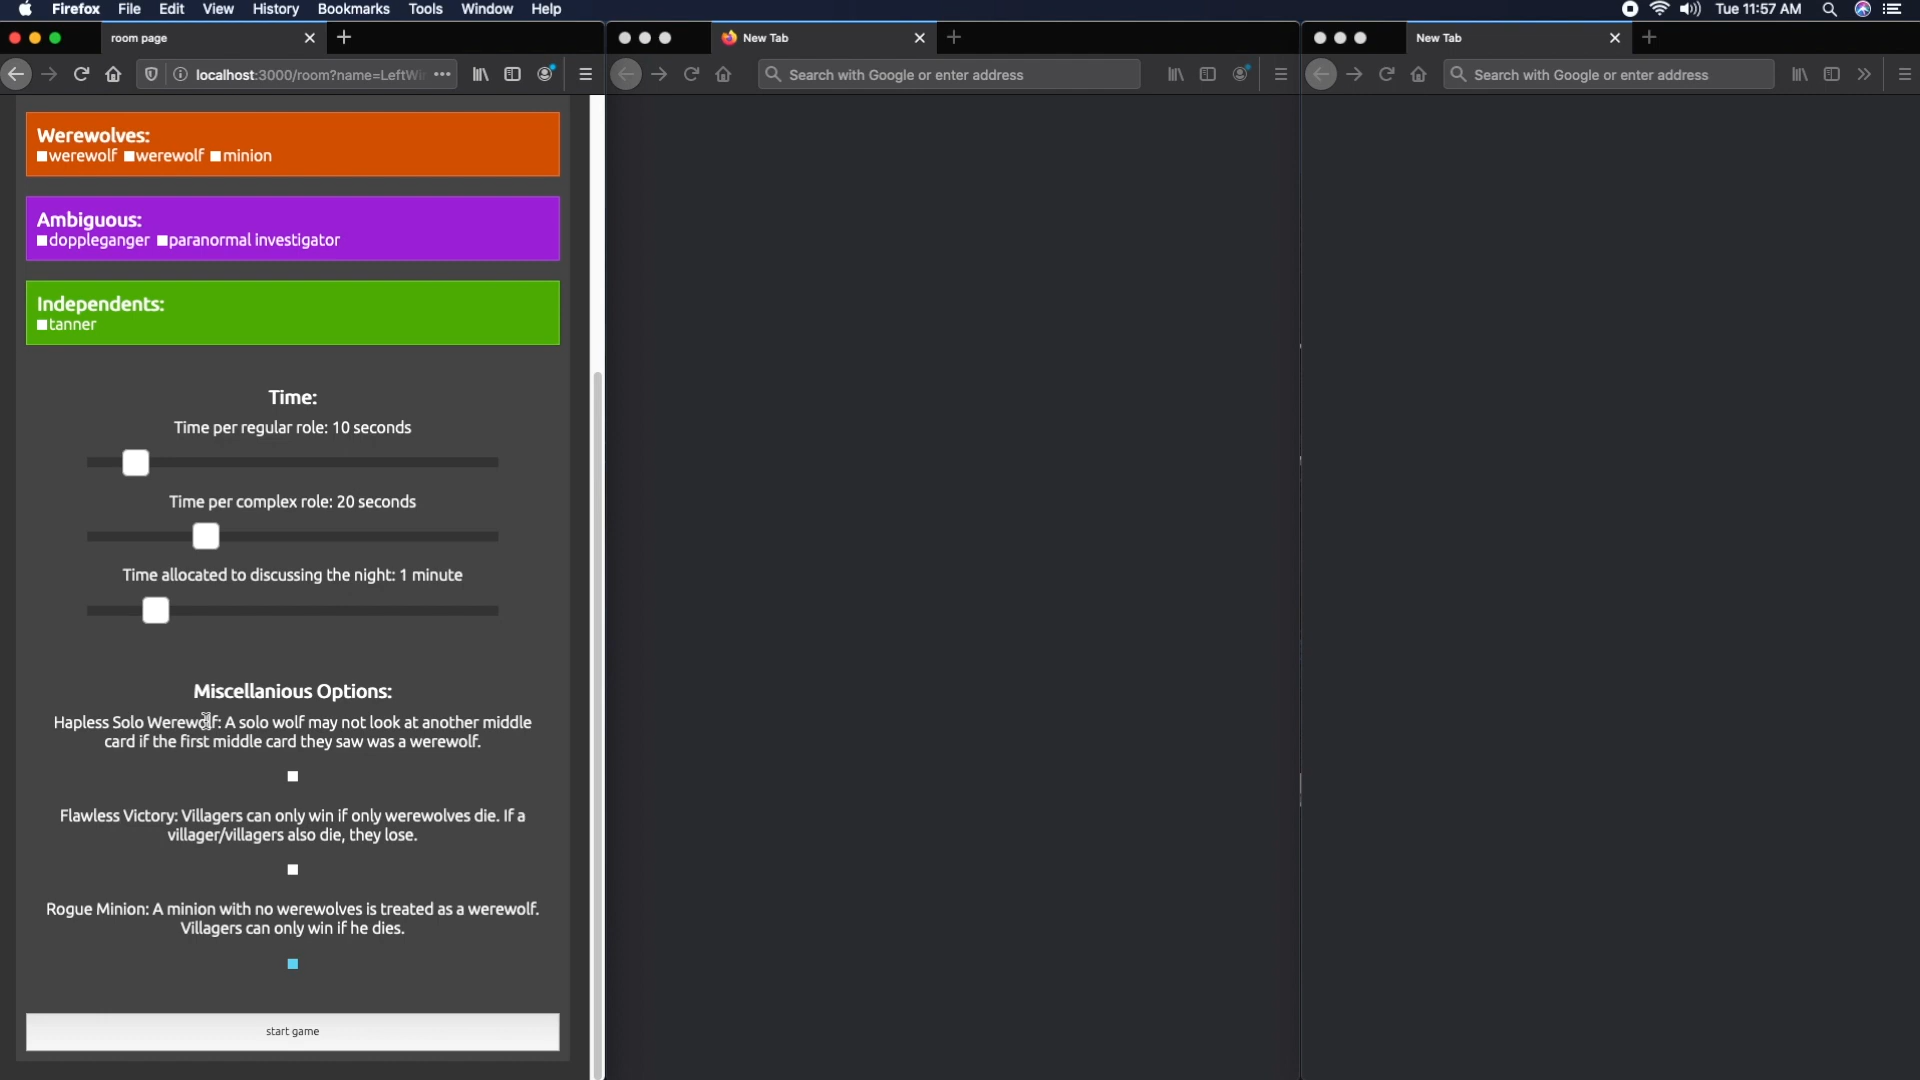 Firefox File Edit View History Bookmarks Tools Window Help
Tue 11:57 AM
room page
New Tab
New Tab
localhost:3000/room?name=LeftWi
Search with Google or enter address
Search with Google or enter address
Werewolves:
werewolf werewolf minion
Ambiguous:
doppleganger paranormal investigator
Independents:
tanner
Time:
Time per regular role: 10 seconds
Time per complex role: 20 seconds
Time allocated to discussing the night: 1 minute
Miscellanious Options:
Hapless Solo Werewolf: A solo wolf may not look at another middle
card if the first middle card they saw was a werewolf.
Flawless Victory: Villagers can only win if only werewolves die. If a
villager/villagers also die, they lose.
Rogue Minion: A minion with no werewolves is treated as a werewolf.
Villagers can only win if he dies.
start game